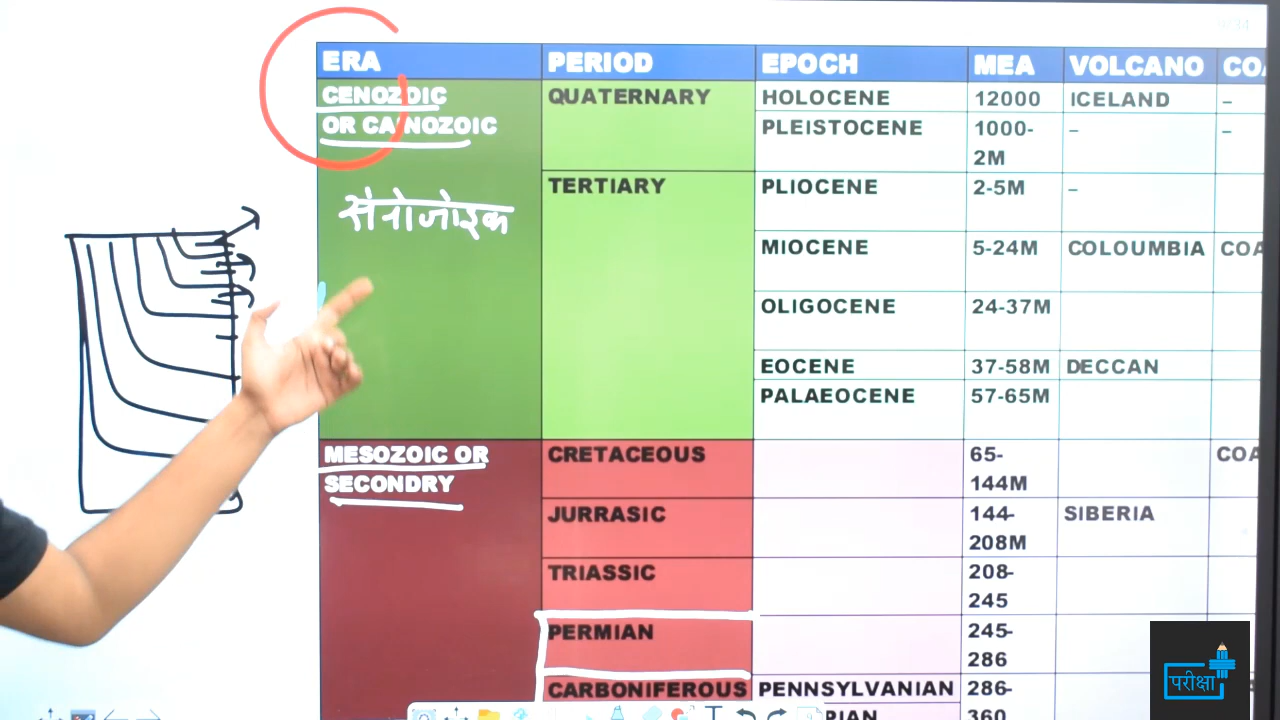 ERA PERIOD EPOCH MEA VOLCANO
CENOZOIC QUATERNARY HOLOCENE 12000 ICELAND –
OR CAINOZOIC PLEISTOCENE 1000- – –
2M
TERTIARY PLIOCENE 2-5M –
सेनोजोइक
MIOCENE 5-24M COLOUMBIA COA
OLIGOCENE 24-37M
EOCENE 37-58M DECCAN
PALAEOCENE 57-65M
MESOZOIC OR CRETACEOUS 65- COA
SECONDRY 144M
JURRASIC 144- SIBERIA
208M
TRIASSIC 208-
245
PERMIAN 245-
286
CARBONIFEROUS PENNSYLVANIAN 286-
360
परीक्षा